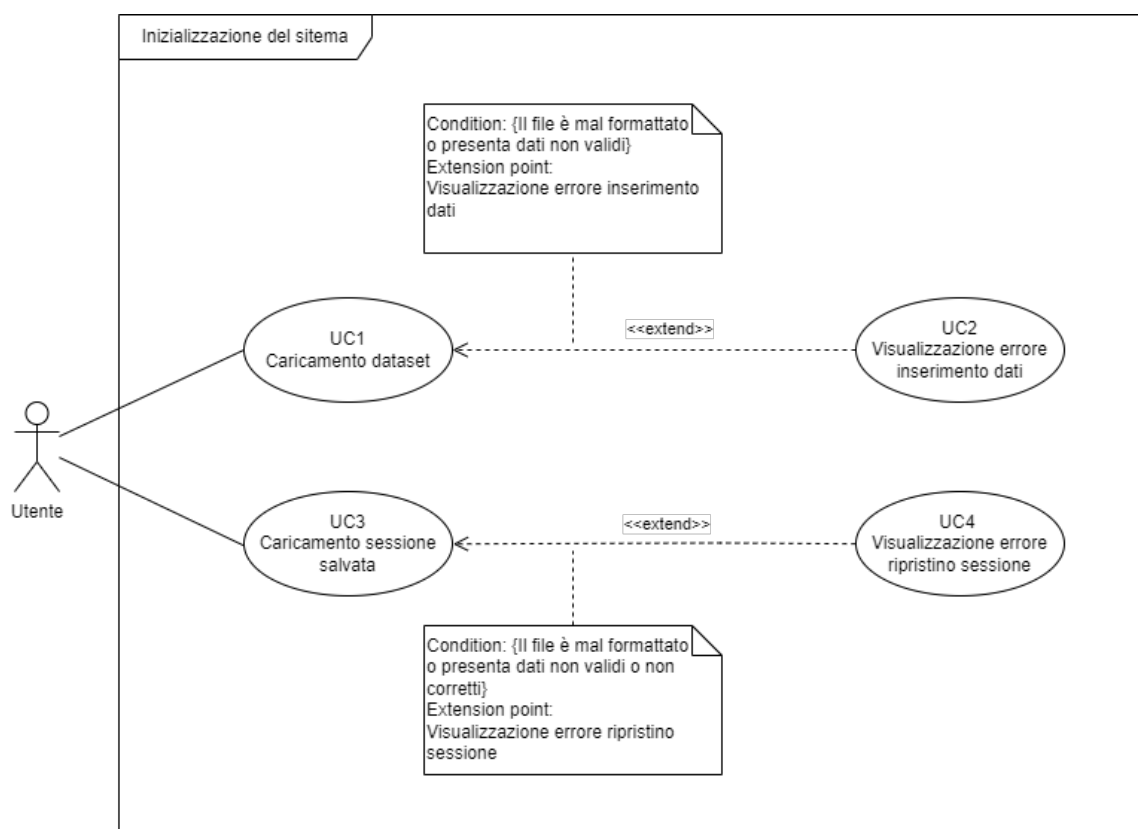 Inizializzazione del sitema
Condition: {Il file è mal formattato
o presenta dati non validi}
Extension point:
Visualizzazione errore inserimento
dati
UC1
Caricamento dataset
<<extend>>
UC2
Visualizzazione errore
inserimento dati
Utente
UC3
Caricamento sessione
salvata
<<extend>>
UC4
Visualizzazione errore
ripristino sessione
Condition: {Il file è mal formattato
o presenta dati non validi o non
corretti}
Extension point:
Visualizzazione errore ripristino
sessione